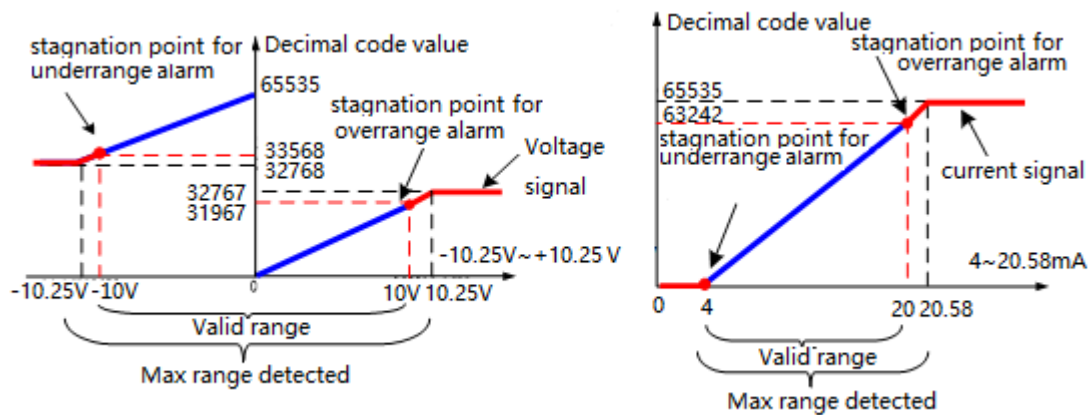 stagnation point for
underrange alarm
Decimal code value
65535
stagnation point for
overrange alarm
33568
32768
32767
31967
Voltage
signal
-10.25V~+10.25 V
-10.25V
-10V
0
10V
10.25V
Valid range
Max range detected
Decimal code value
stagnation point for
overrange alarm
65535
63242
stagnation point for
underrange alarm
current signal
4~20.58mA
0
4
20
20.58
Valid range
Max range detected